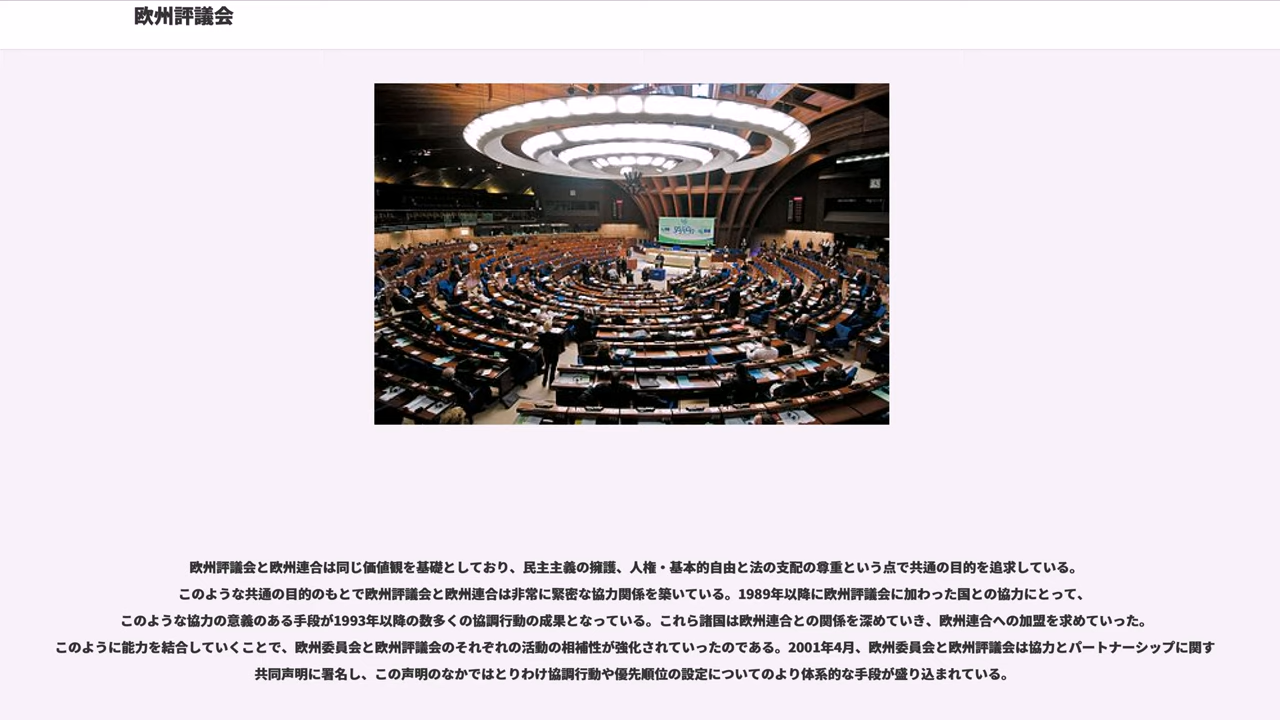 欧州評議会
欧州評議会と欧州連合は同じ価値観を基礎としており、民主主義の擁護、人権・基本的自由と法の支配の尊重という点で共通の目的を追求している。
このような共通の目的のもとで欧州評議会と欧州連合は非常に緊密な協力関係を築いている。1989年以降に欧州評議会に加わった国との協力にとって、
このような協力の意義のある手段が1993年以降の数多くの協調行動の成果となっている。これら諸国は欧州連合との関係を深めていき、欧州連合への加盟を求めていった。
このように能力を結合していくことで、欧州委員会と欧州評議会のそれぞれの活動の相補性が強化されていったのである。2001年4月、欧州委員会と欧州評議会は協力とパートナーシップに関す
共同声明に署名し、この声明のなかではとりわけ協調行動や優先順位の設定についてのより体系的な手段が盛り込まれている。